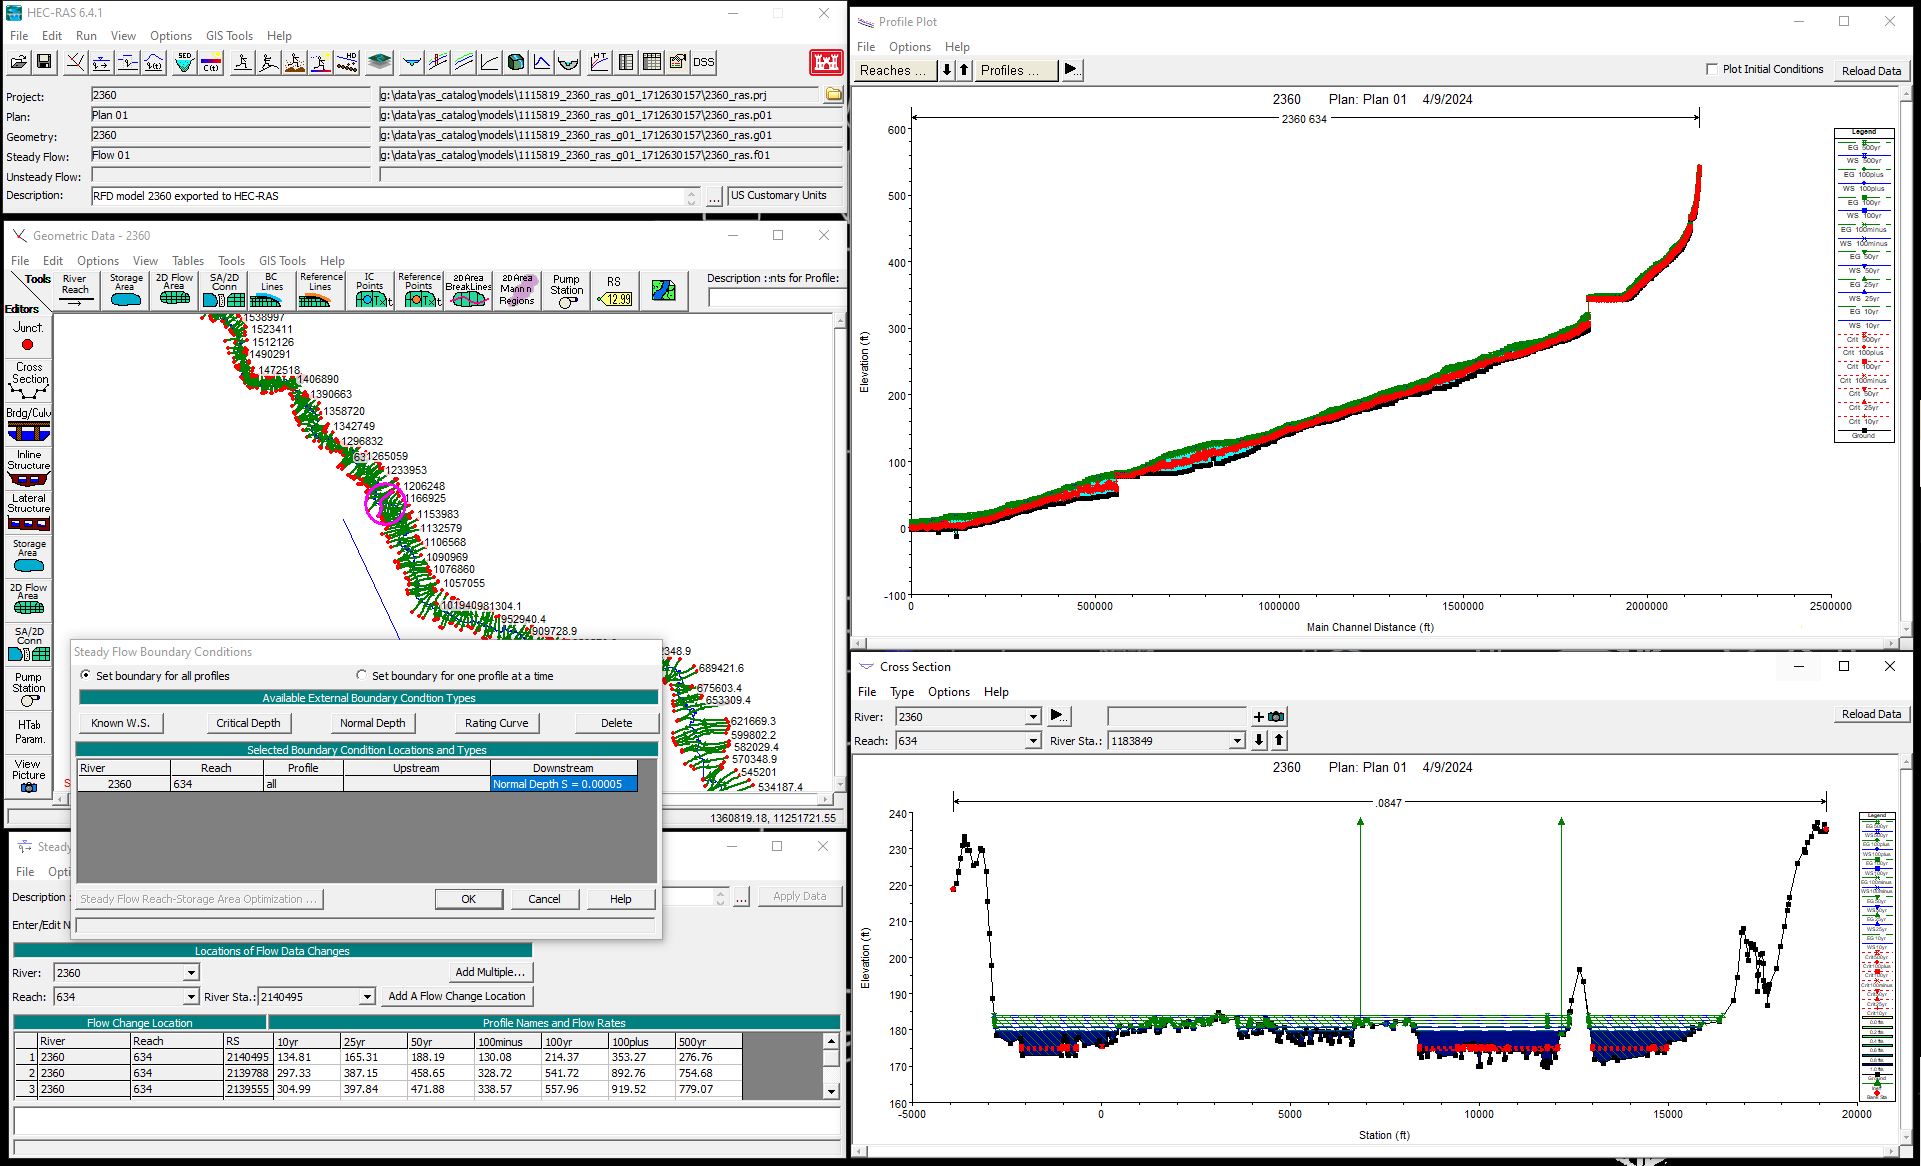 HEC-RAS 6.4.1
File Edit Run View Options GIS Tools Help
SED C(t) HD HT DSS
Project: 2360 g:\data\ras_catalog\models\1115819_2360_ras_g01_1712630157\2360_ras.prj
Plan: Plan 01 g:\data\ras_catalog\models\1115819_2360_ras_g01_1712630157\2360_ras.p01
Geometry: 2360 g:\data\ras_catalog\models\1115819_2360_ras_g01_1712630157\2360_ras.g01
Steady Flow: Flow 01 g:\data\ras_catalog\models\1115819_2360_ras_g01_1712630157\2360_ras.f01
Unsteady Flow:
Description: RFD model 2360 exported to HEC-RAS ... US Customary Units
Geometric Data - 2360
File Edit Options View Tables Tools GIS Tools Help
Tools
Editors
River Reach
Storage Area
2D Flow Area
SA/2D Conn
BC Lines
Reference Lines
IC Points
Reference Points
2D Area BreakLines
2D Area Mann n Regions
Pump Station
RS 12.99
Description :nts for Profile:
Junct.
Cross Section
Brdg/Culv
Inline Structure
Lateral Structure
Storage Area
2D Flow Area
SA/2D Conn
Pump Station
HTab Param.
View Picture
1538997
1523411
1512126
1490291
1472518
1406890
1390663
1358720
1342749
1296832
631265059
1233953
1206248
1166925
1153983
1132579
1106568
1090969
1076860
1057055
101940981304.1
952940.4
909728.9
2348.9
689421.6
675603.4
653309.4
621669.3
599802.2
582029.4
570348.9
545201
534187.4
1360819.18, 11251721.55
Steady Flow Boundary Conditions
Set boundary for all profiles Set boundary for one profile at a time
Available External Boundary Condtion Types
Known W.S. Critical Depth Normal Depth Rating Curve Delete
Selected Boundary Condition Locations and Types
River Reach Profile Upstream Downstream
2360 634 all Normal Depth S = 0.00005
Steady Flow Reach-Storage Area Optimization ... OK Cancel Help
Steady
File Opti
Description : ... Apply Data
Enter/Edit N
Locations of Flow Data Changes
River: 2360 Add Multiple...
Reach: 634 River Sta.: 2140495 Add A Flow Change Location
Flow Change Location Profile Names and Flow Rates
River Reach RS 10yr 25yr 50yr 100minus 100yr 100plus 500yr
1 2360 634 2140495 134.81 165.31 188.19 130.08 214.37 353.27 276.76
2 2360 634 2139788 297.33 387.15 458.65 328.72 541.72 892.76 754.68
3 2360 634 2139555 304.99 397.84 471.88 338.57 557.96 919.52 779.07
Profile Plot
File Options Help
Reaches ... Profiles ... Plot Initial Conditions Reload Data
2360 Plan: Plan 01 4/9/2024
2360 634
600
500
400
300
200
100
0
-100
Elevation (ft)
0 500000 1000000 1500000 2000000 2500000
Main Channel Distance (ft)
Legend
EG 500yr
WS 500yr
EG 100plus
WS 100plus
EG 100yr
WS 100yr
EG 100minus
WS 100minus
EG 50yr
WS 50yr
EG 25yr
WS 25yr
EG 10yr
WS 10yr
Crit 500yr
Crit 100plus
Crit 100yr
Crit 100minus
Crit 50yr
Crit 25yr
Crit 10yr
Ground
Cross Section
File Type Options Help
River: 2360 Reload Data
Reach: 634 River Sta.: 1183849
2360 Plan: Plan 01 4/9/2024
.0847
240
230
220
210
200
190
180
170
160
Elevation (ft)
-5000 0 5000 10000 15000 20000
Station (ft)
Legend
Ground
Bank Sta